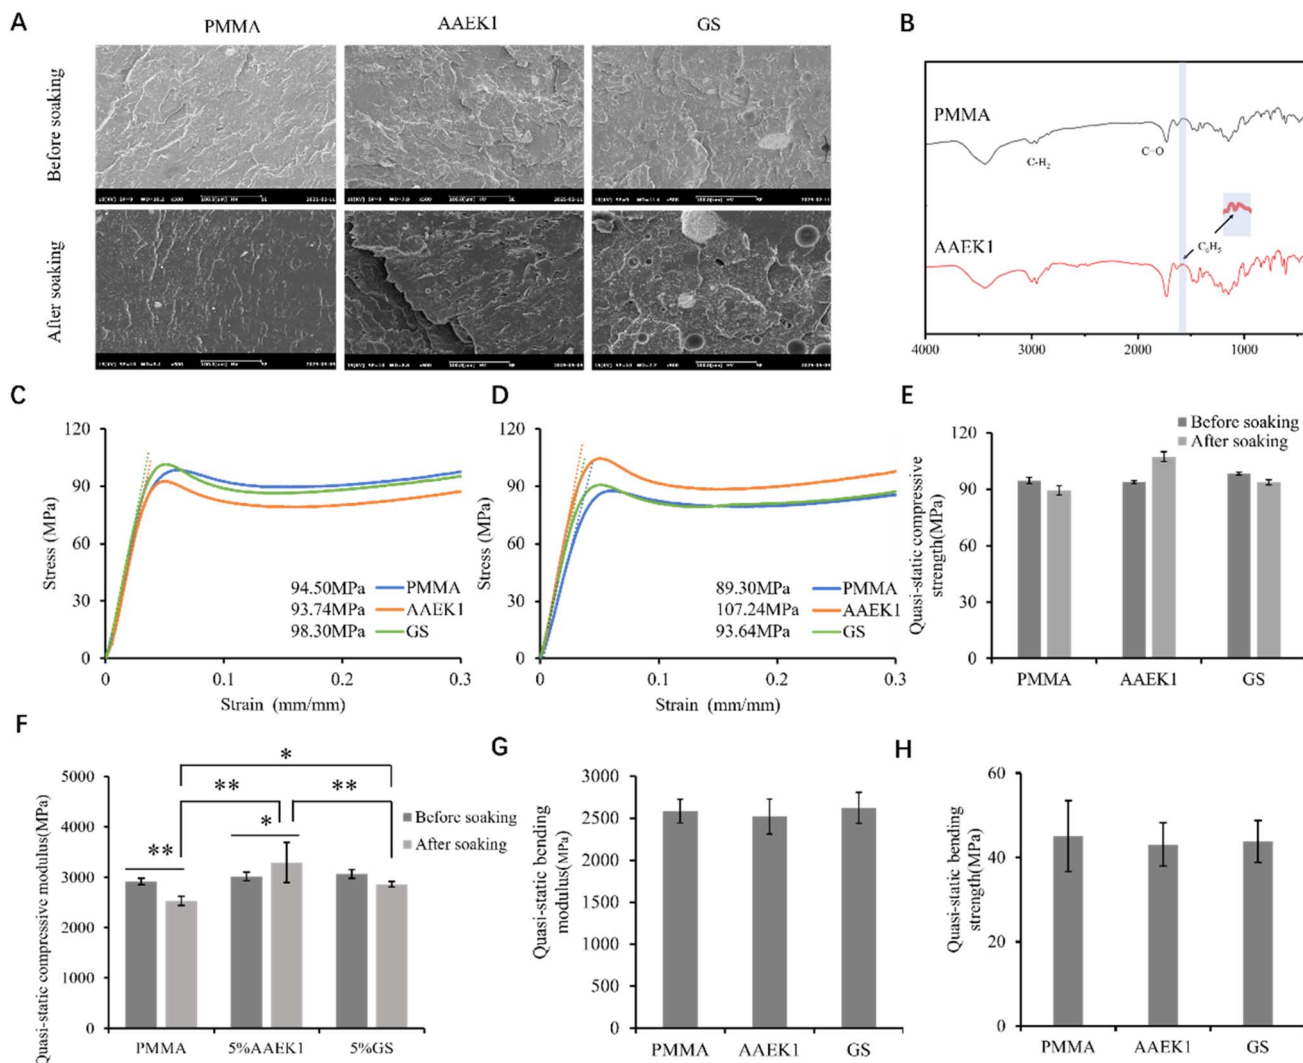 A
PMMA
AAEK1
GS
Before soaking
After soaking
B
PMMA
C-H₂
C=O
AAEK1
C₆H₅
4000
3000
2000
1000
C
120
90
60
30
0
Stress (MPa)
94.50MPa PMMA
93.74MPa AAEK1
98.30MPa GS
0
0.1
0.2
0.3
Strain (mm/mm)
D
120
90
60
30
0
Stress (MPa)
89.30MPa PMMA
107.24MPa AAEK1
93.64MPa GS
0
0.1
0.2
0.3
Strain (mm/mm)
E
Before soaking
After soaking
120
90
60
30
0
Quasi-static compressive
strength(MPa)
PMMA
AAEK1
GS
F
*
**
**
*
**
Before soaking
After soaking
5000
4000
3000
2000
1000
0
Quasi-static compressive modulus(MPa)
PMMA
5%AAEK1
5%GS
G
3000
2500
2000
1500
1000
500
0
Quasi-static bending
modulus(MPa)
PMMA
AAEK1
GS
H
60
40
20
0
Quasi-static bending
strength(MPa)
PMMA
AAEK1
GS